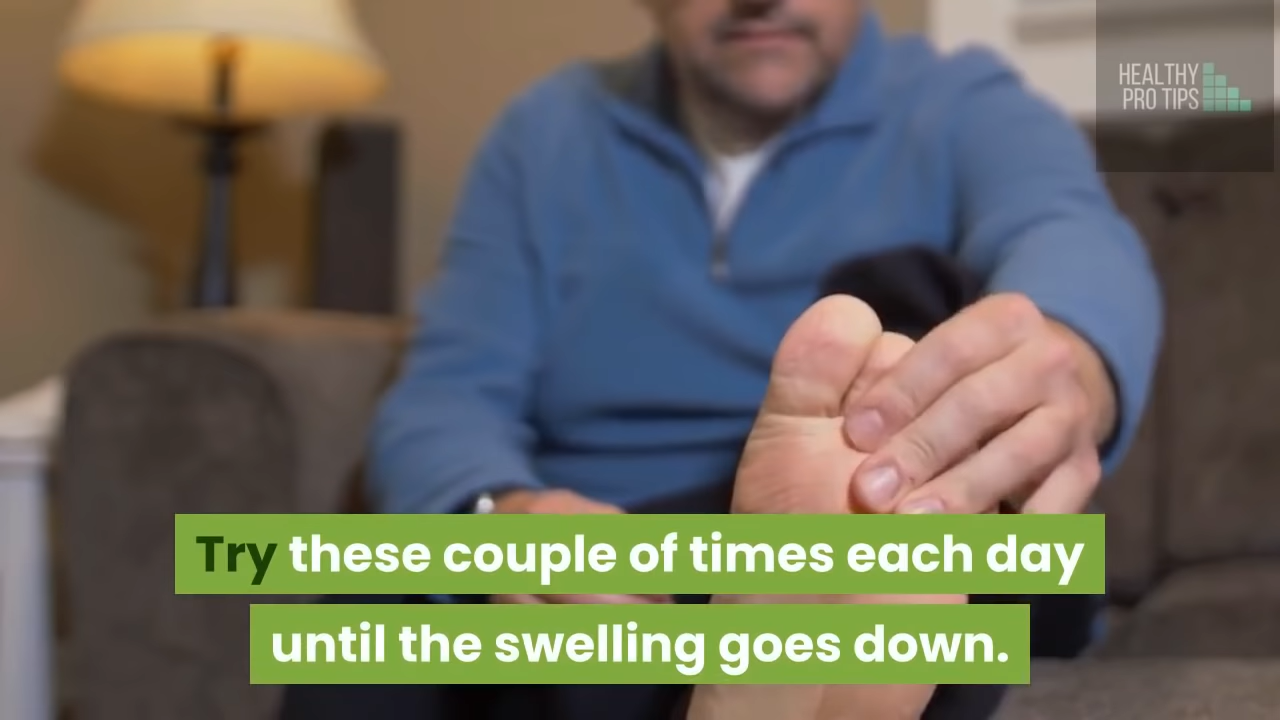 HEALTHY
PRO TIPS
Try these couple of times each day
until the swelling goes down.